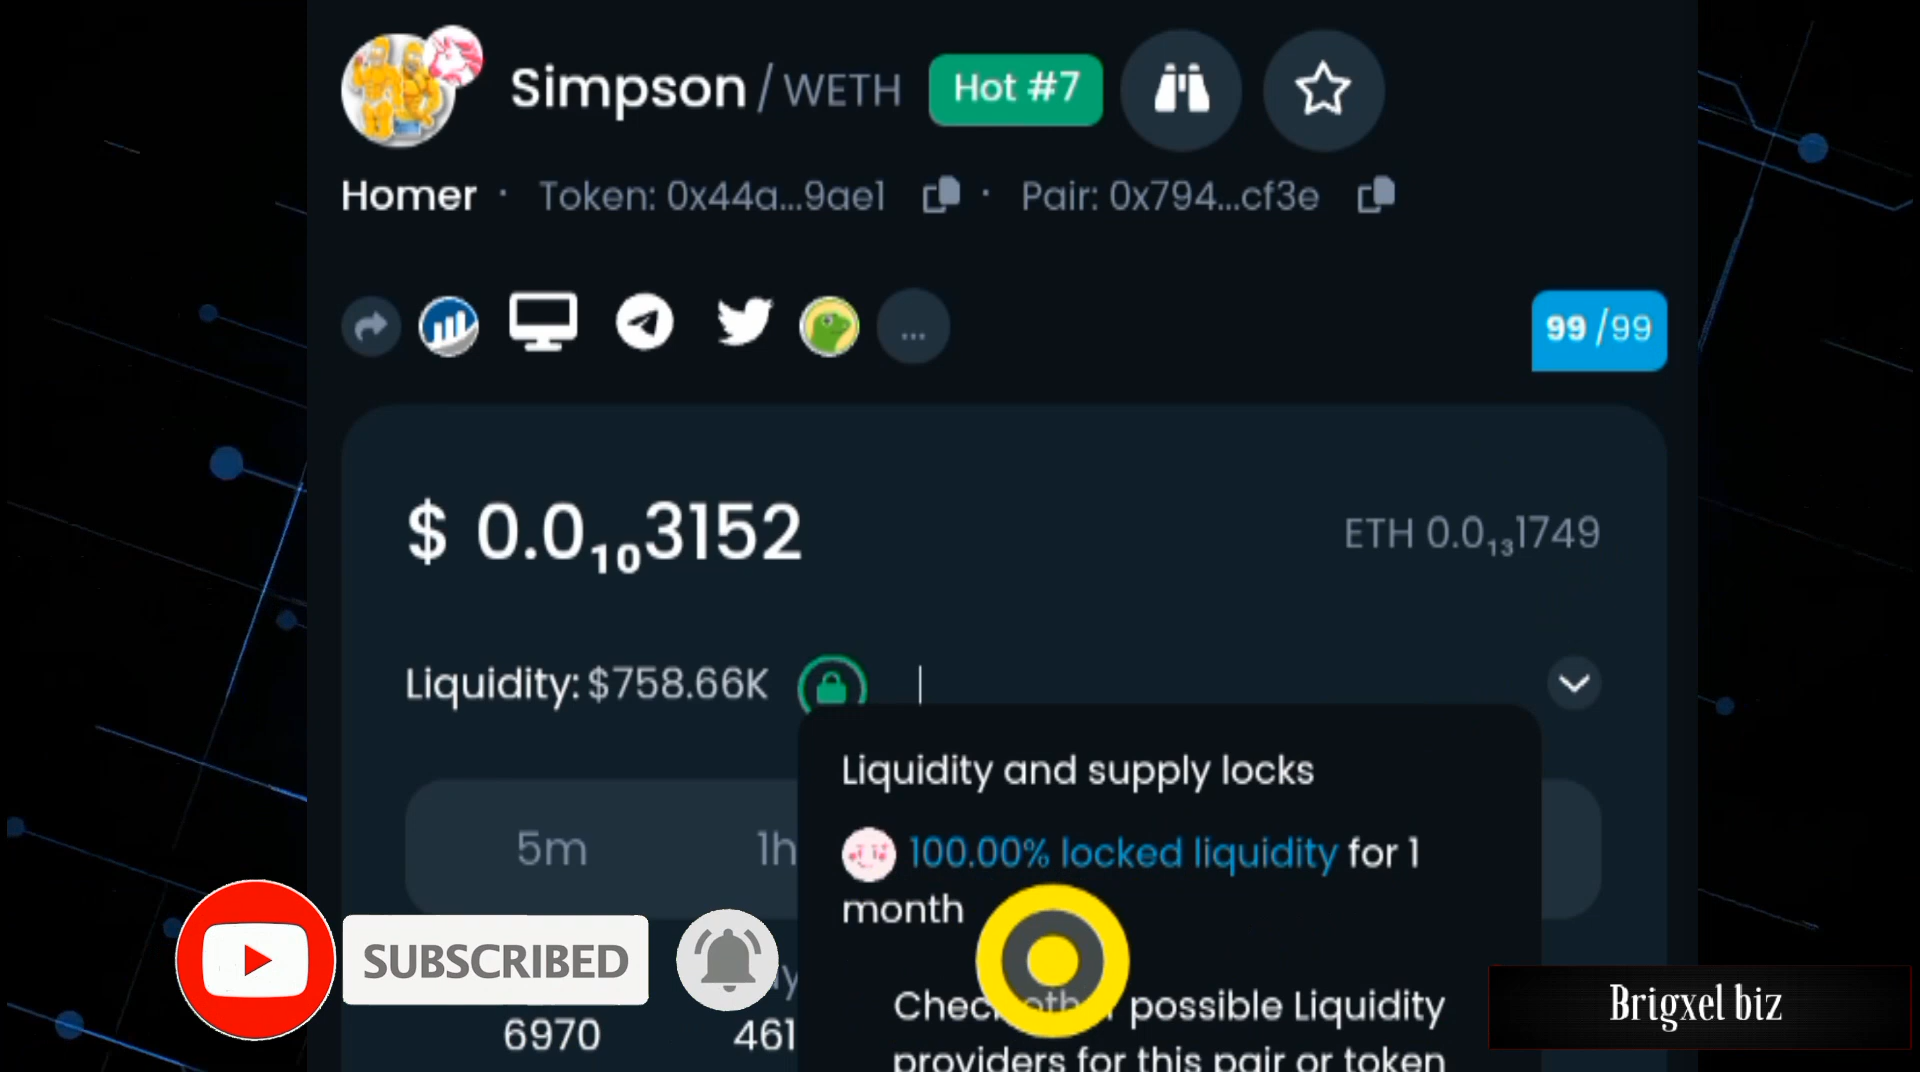 Simpson / WETH Hot #7
Homer · Token: 0x44a...9ae1 · Pair: 0x794...cf3e
...
99 / 99
$ 0.0₁₀3152
ETH 0.0₁₃1749
Liquidity: $758.66K
Liquidity and supply locks
5m 1h
100.00% locked liquidity for 1
month
SUBSCRIBED
6970 461
Check other possible Liquidity
providers for this pair or token
Brigxel biz